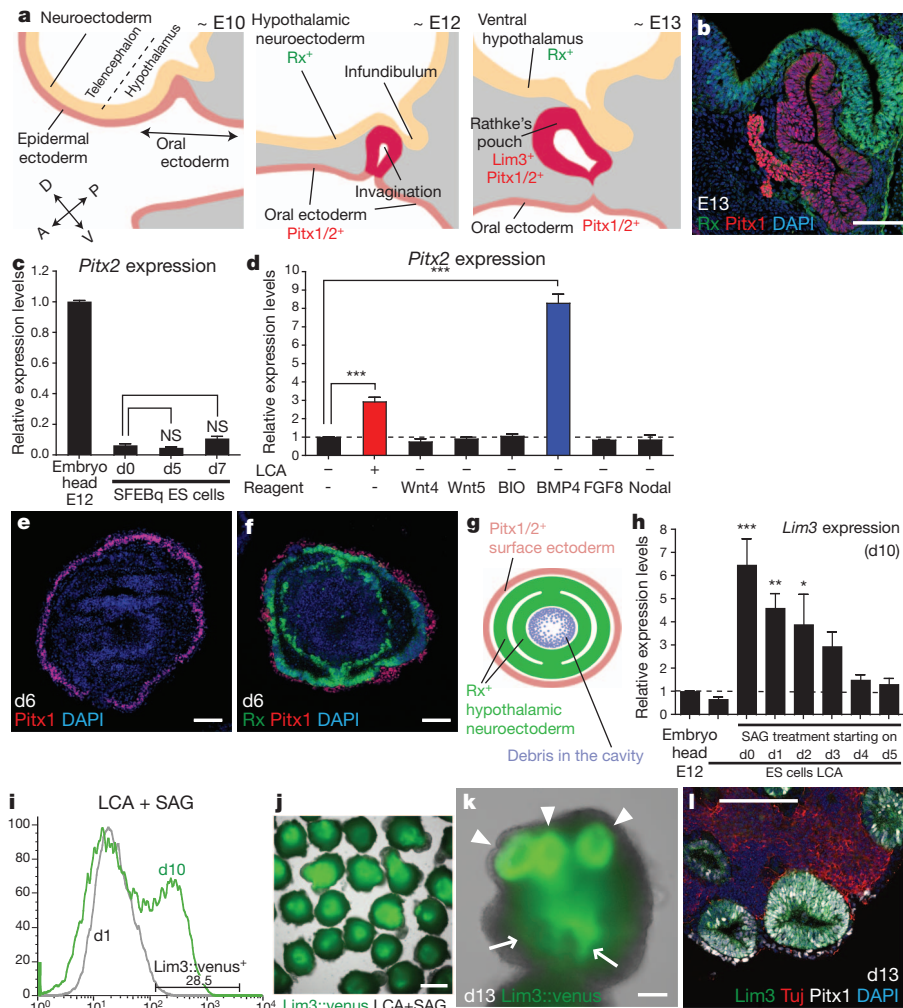 a
~ E10
Neuroectoderm
Telencephalon
Hypothalamus
Epidermal
ectoderm
Oral
ectoderm
D
P
A
V
Hypothalamic
neuroectoderm
Rx+
~ E12
Infundibulum
Invagination
Oral ectoderm
Pitx1/2+
Ventral
hypothalamus
Rx+
~ E13
Rathke's
pouch
Lim3+
Pitx1/2+
Oral ectoderm
Pitx1/2+
b
E13
Rx Pitx1 DAPI
c
Pitx2 expression
Relative expression levels
1.2
1.0
0.8
0.6
0.4
0.2
0.0
NS
NS
Embryo
head
E12
d0 d5 d7
SFEBq ES cells
d
Pitx2 expression
Relative expression levels
10
9
8
7
6
5
4
3
2
1
0
***
***
LCA – + – – – – – –
Reagent - - Wnt4 Wnt5 BIO BMP4 FGF8 Nodal
e
d6
Pitx1 DAPI
f
d6
Rx Pitx1 DAPI
g
Pitx1/2+
surface ectoderm
Rx+
hypothalamic
neuroectoderm
Debris in the cavity
h
Lim3 expression
(d10)
Relative expression levels
8
7
6
5
4
3
2
1
0
***
**
*
Embryo
head
E12
SAG treatment starting on
d0 d1 d2 d3 d4 d5
ES cells LCA
i
LCA + SAG
100
80
60
40
20
0
d10
d1
Lim3::venus+
28.5
10⁰ 10¹ 10² 10³ 10⁴
j
Lim3::venus LCA+SAG
k
d13 Lim3::venus
l
d13
Lim3 Tuj Pitx1 DAPI